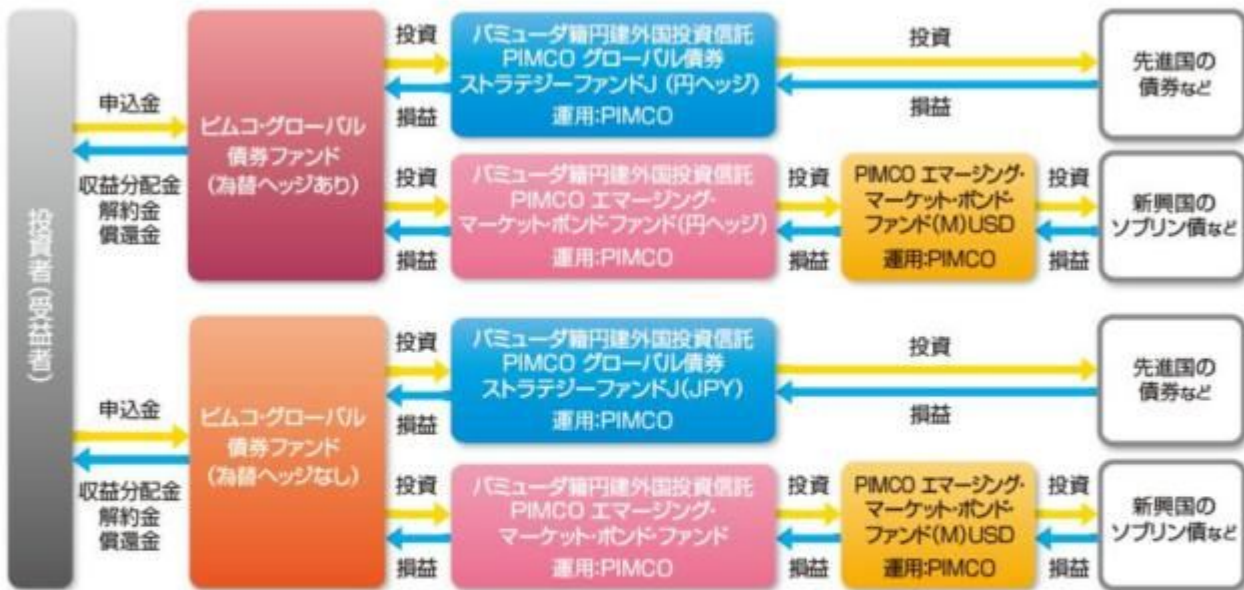 投資者(受益者)
申込金
収益分配金
解約金
償還金
ピムコ・グローバル
債券ファンド
(為替ヘッジあり)
投資
損益
バミューダ籍円建外国投資信託
PIMCO グローバル債券
ストラテジーファンドJ (円ヘッジ)
運用:PIMCO
投資
損益
先進国の
債券など
投資
損益
バミューダ籍円建外国投資信託
PIMCO エマージング・
マーケット・ボンド・ファンド(円ヘッジ)
運用:PIMCO
投資
損益
PIMCO エマージング・
マーケット・ボンド・
ファンド(M)USD
運用:PIMCO
投資
損益
新興国の
ソブリン債など
申込金
収益分配金
解約金
償還金
ピムコ・グローバル
債券ファンド
(為替ヘッジなし)
投資
損益
バミューダ籍円建外国投資信託
PIMCO グローバル債券
ストラテジーファンドJ(JPY)
運用:PIMCO
投資
損益
先進国の
債券など
投資
損益
バミューダ籍円建外国投資信託
PIMCO エマージング・
マーケット・ボンド・ファンド
運用:PIMCO
投資
損益
PIMCO エマージング・
マーケット・ボンド・
ファンド(M)USD
運用:PIMCO
投資
損益
新興国の
ソブリン債など